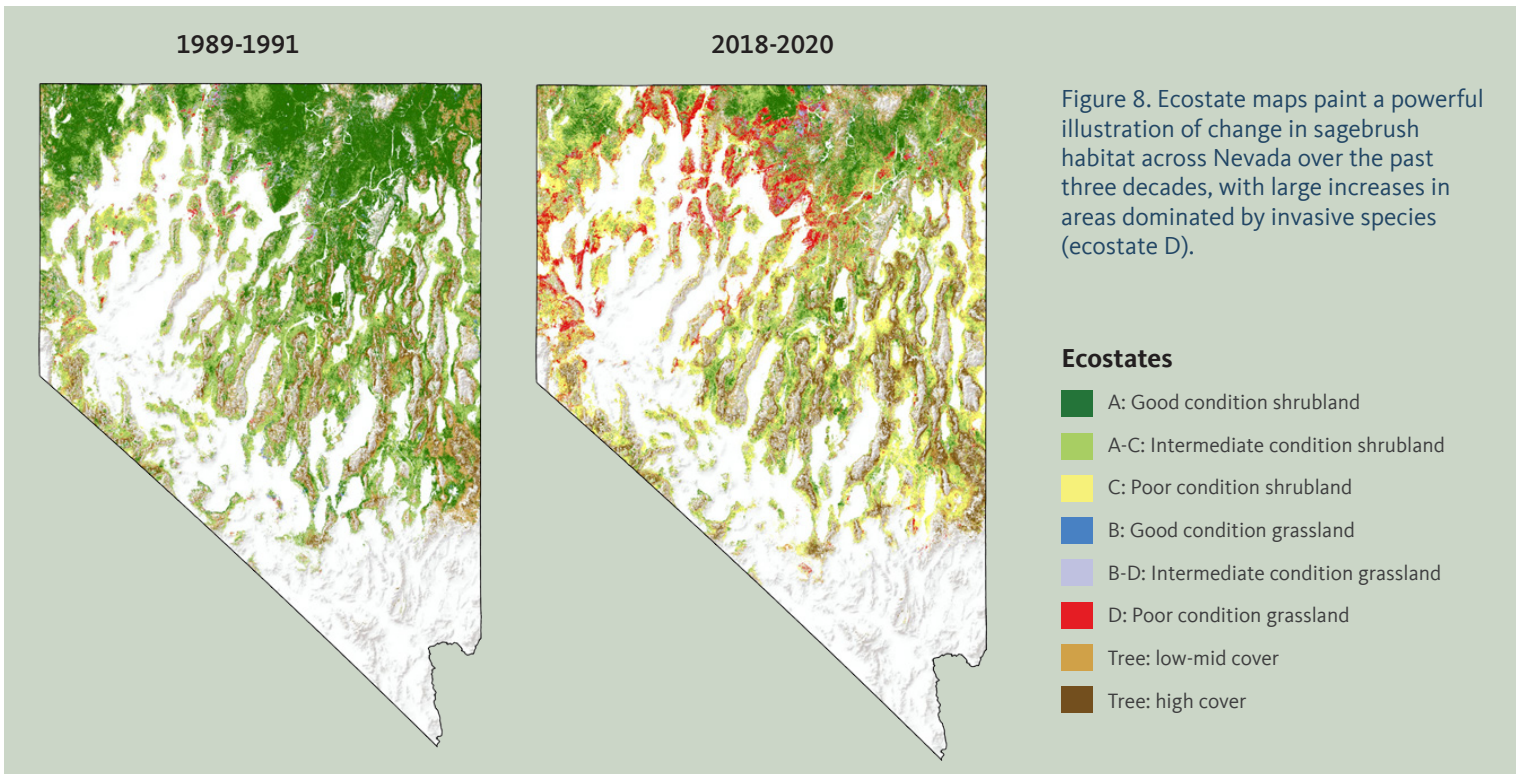 1989-1991
2018-2020
Figure 8. Ecostate maps paint a powerful
illustration of change in sagebrush
habitat across Nevada over the past
three decades, with large increases in
areas dominated by invasive species
(ecostate D).
Ecostates
A: Good condition shrubland
A-C: Intermediate condition shrubland
C: Poor condition shrubland
B: Good condition grassland
B-D: Intermediate condition grassland
D: Poor condition grassland
Tree: low-mid cover
Tree: high cover